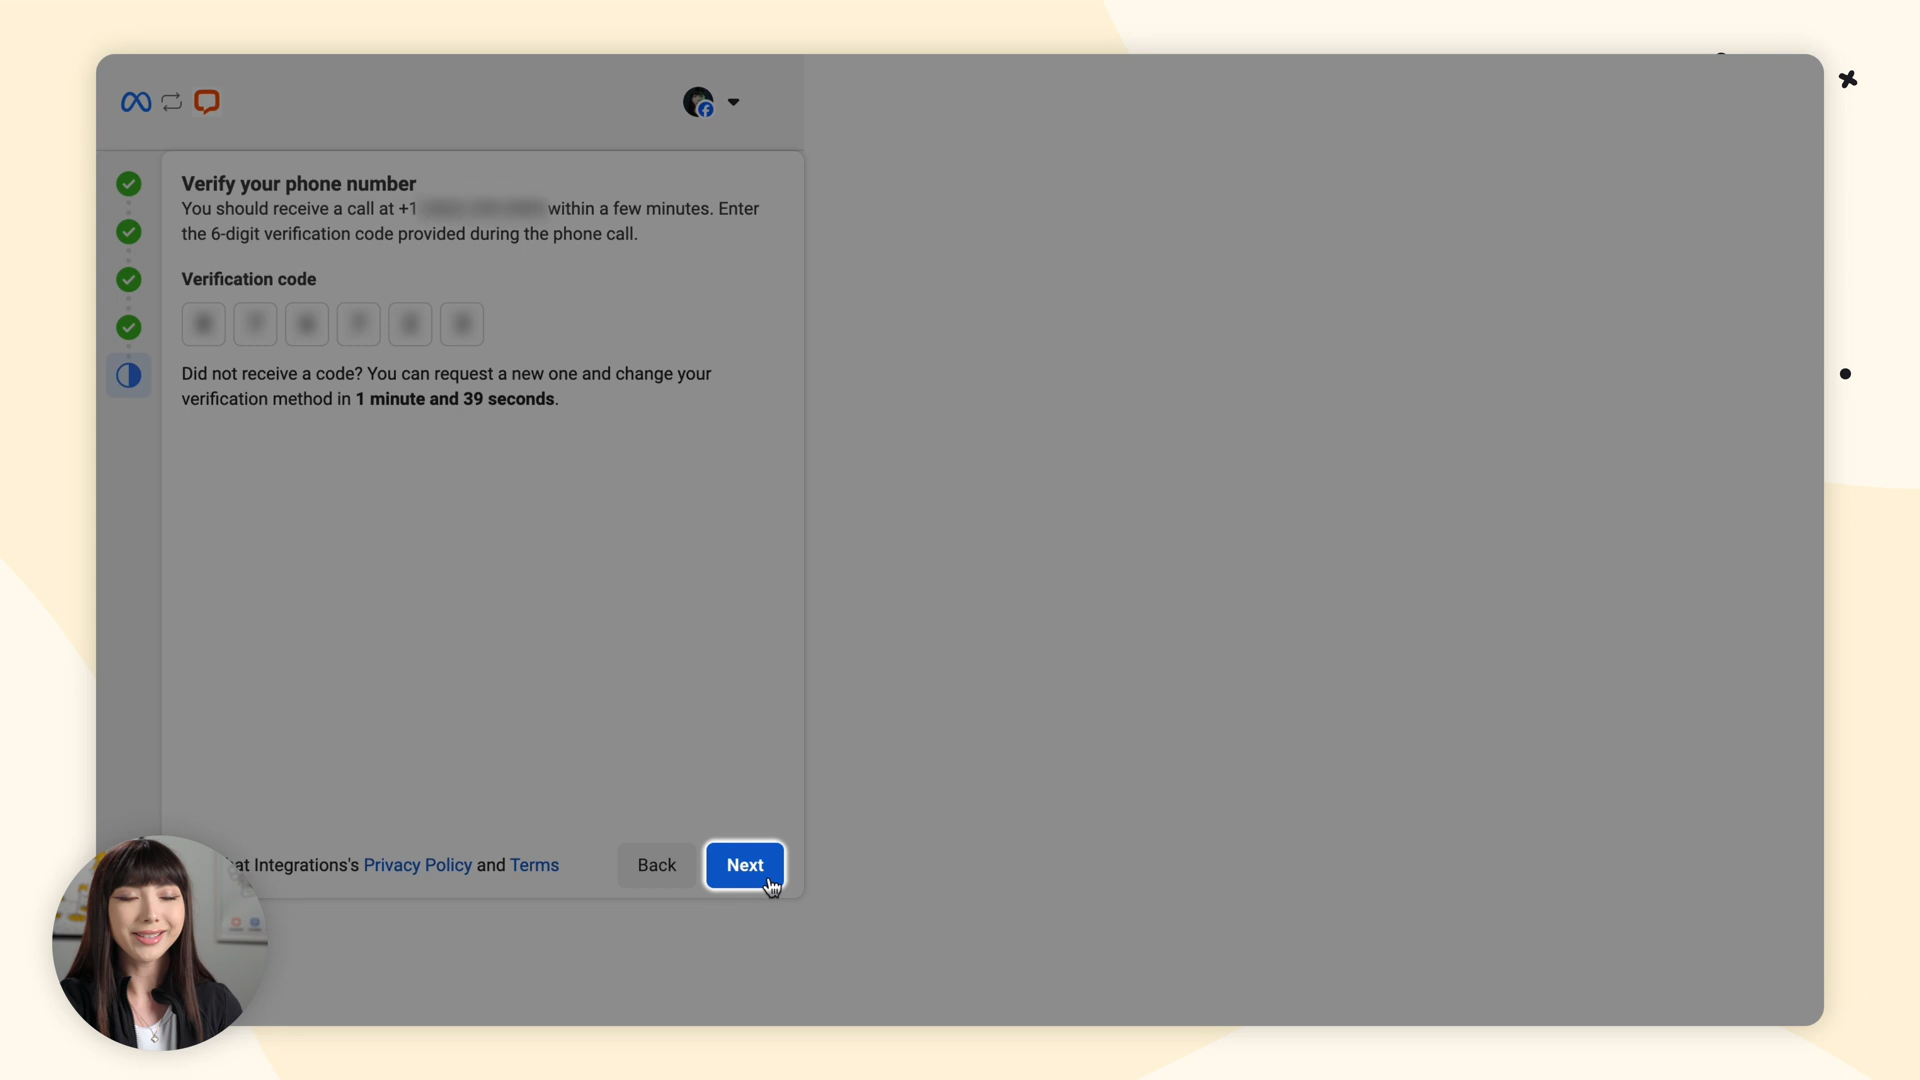 Verify your phone number
You should receive a call at +1 within a few minutes. Enter
the 6-digit verification code provided during the phone call.
Verification code
Did not receive a code? You can request a new one and change your
verification method in 1 minute and 39 seconds.
Integrations's Privacy Policy and Terms
Back
Next